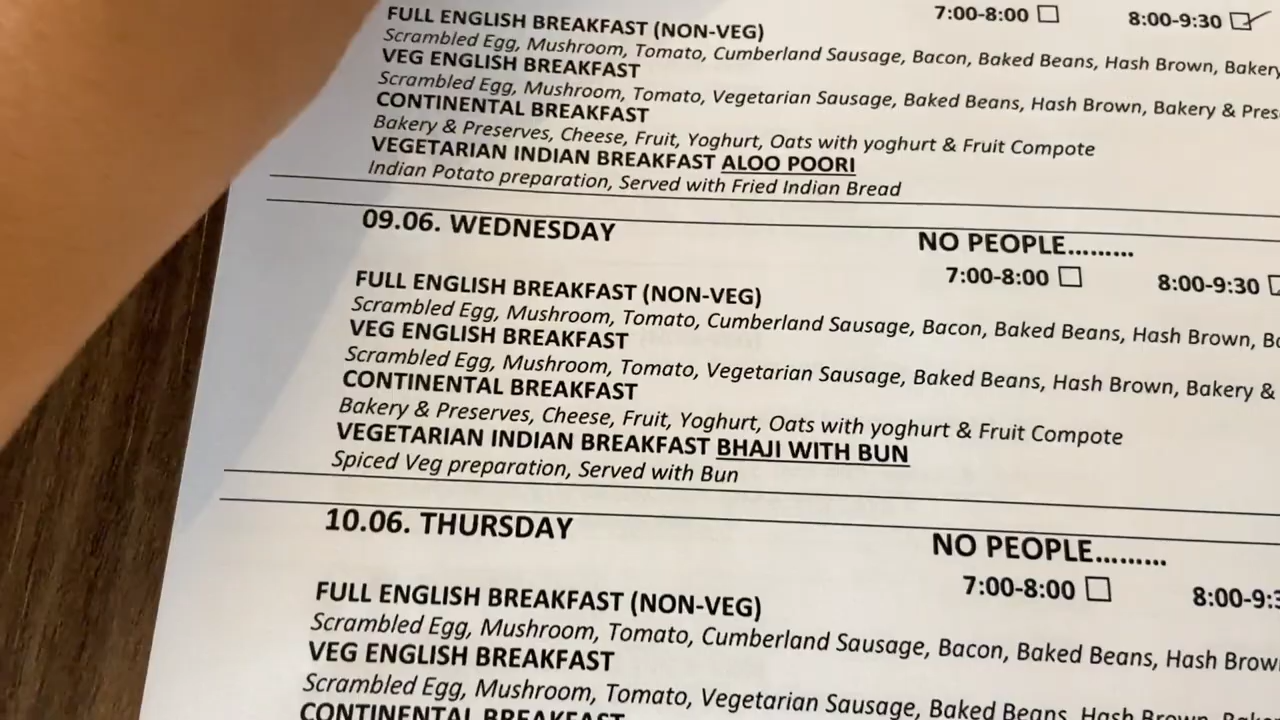 7:00-8:00 8:00-9:30
FULL ENGLISH BREAKFAST (NON-VEG)
Scrambled Egg, Mushroom, Tomato, Cumberland Sausage, Bacon, Baked Beans, Hash Brown, Bakery
VEG ENGLISH BREAKFAST
Scrambled Egg, Mushroom, Tomato, Vegetarian Sausage, Baked Beans, Hash Brown, Bakery & Pres
CONTINENTAL BREAKFAST
Bakery & Preserves, Cheese, Fruit, Yoghurt, Oats with yoghurt & Fruit Compote
VEGETARIAN INDIAN BREAKFAST ALOO POORI
Indian Potato preparation, Served with Fried Indian Bread
09.06. WEDNESDAY NO PEOPLE.........
7:00-8:00 8:00-9:30
FULL ENGLISH BREAKFAST (NON-VEG)
Scrambled Egg, Mushroom, Tomato, Cumberland Sausage, Bacon, Baked Beans, Hash Brown, Ba
VEG ENGLISH BREAKFAST
Scrambled Egg, Mushroom, Tomato, Vegetarian Sausage, Baked Beans, Hash Brown, Bakery &
CONTINENTAL BREAKFAST
Bakery & Preserves, Cheese, Fruit, Yoghurt, Oats with yoghurt & Fruit Compote
VEGETARIAN INDIAN BREAKFAST BHAJI WITH BUN
Spiced Veg preparation, Served with Bun
10.06. THURSDAY NO PEOPLE.........
7:00-8:00 8:00-9:3
FULL ENGLISH BREAKFAST (NON-VEG)
Scrambled Egg, Mushroom, Tomato, Cumberland Sausage, Bacon, Baked Beans, Hash Brow
VEG ENGLISH BREAKFAST
Scrambled Egg, Mushroom, Tomato, Vegetarian Sausage, Baked Beans, Hash Brown, Bake
CONTINENTAL BREAKFAST